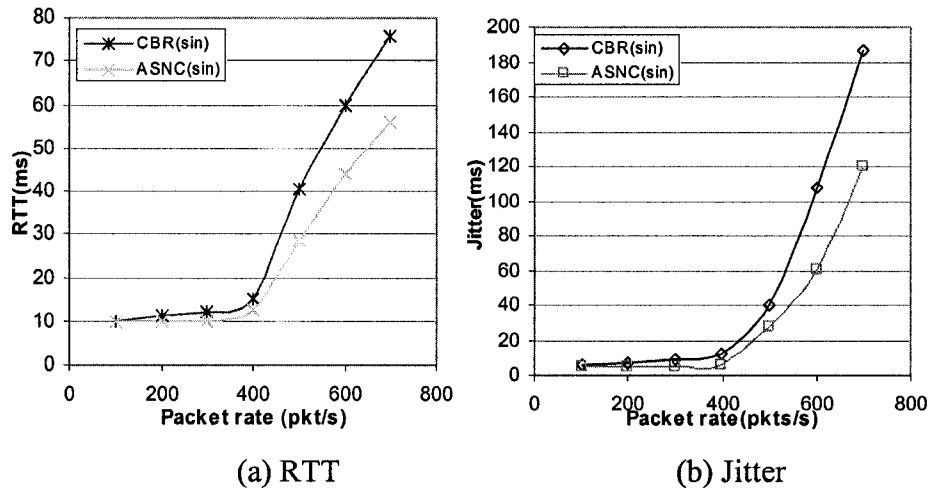 80
70
60
50
40
30
20
10
0
RTT(ms)
CBR(sin)
ASNC(sin)
0 200 400 600 800
Packet rate (pkt/s)
(a) RTT
200
180
160
140
120
100
80
60
40
20
0
Jitter(ms)
CBR(sin)
ASNC(sin)
0 200 400 600 800
Packet rate(pkts/s)
(b) Jitter